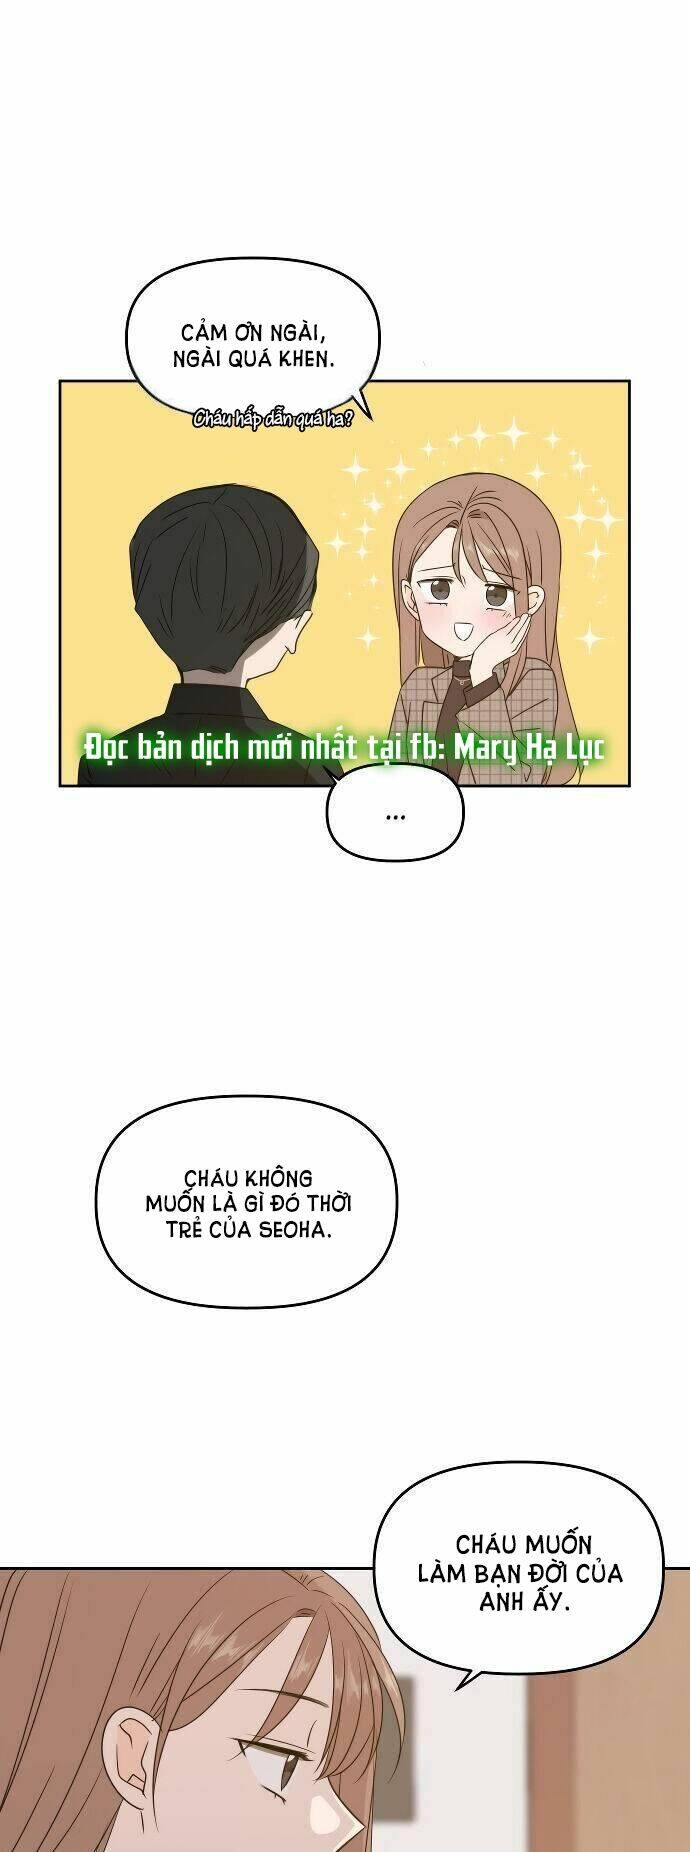 CẢM ƠN NGÀI,
NGÀI QUÁ KHEN.
Cháu hấp dẫn quá ha?
Đọc bản dịch mới nhất tại fb: Mary Hạ Lục
...
CHÁU KHÔNG
MUỐN LÀ GÌ ĐÓ THỜI
TRẺ CỦA SEOHA.
CHÁU MUỐN
LÀM BẠN ĐỜI CỦA
ANH ẤY.